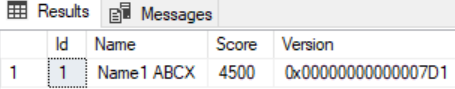 Results Messages
Id Name Score Version
1 1 Name1 ABCX 4500 0x00000000000007D1